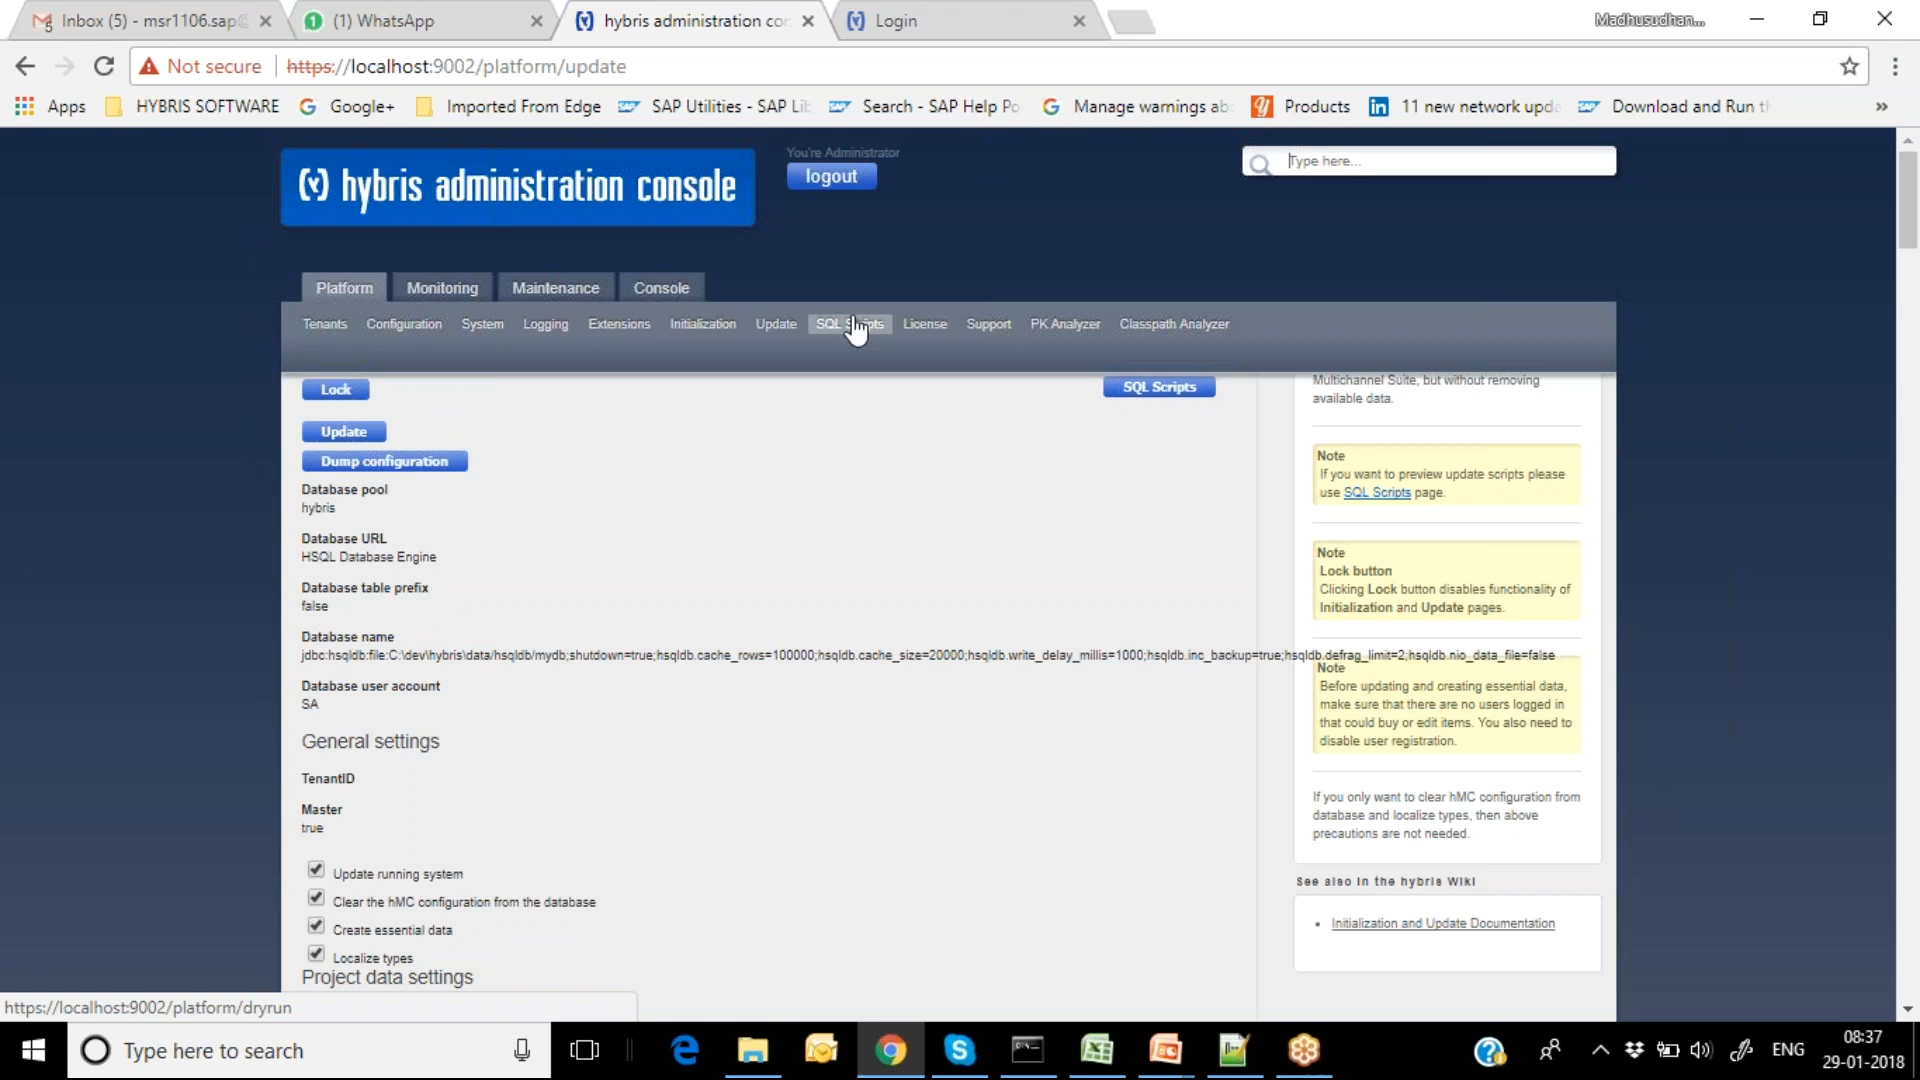 Inbox (5) - msr1106.sap@
(1) WhatsApp
hybris administration con
Login
Madhusudhan...
Not secure
https://localhost:9002/platform/update
Apps
HYBRIS SOFTWARE
Google+
Imported From Edge
SAP Utilities - SAP Lib
Search - SAP Help Po
Manage warnings ab
Products
11 new network upda
Download and Run th
(y) hybris administration console
You're Administrator
logout
Type here...
Platform
Monitoring
Maintenance
Console
Tenants
Configuration
System
Logging
Extensions
Initialization
Update
SQL Scripts
License
Support
PK Analyzer
Classpath Analyzer
Lock
SQL Scripts
Update
Dump configuration
Database pool
hybris
Database URL
HSQL Database Engine
Database table prefix
false
Database name
jdbc:hsqldb:file:C:\dev\hybris\data/hsqldb/mydb;shutdown=true;hsqldb.cache_rows=100000;hsqldb.cache_size=20000;hsqldb.write_delay_millis=1000;hsqldb.inc_backup=true;hsqldb.defrag_limit=2;hsqldb.nio_data_file=false
Database user account
SA
General settings
TenantID
Master
true
Update running system
Clear the hMC configuration from the database
Create essential data
Localize types
Project data settings
Multichannel Suite, but without removing
available data.
Note
If you want to preview update scripts please
use SQL Scripts page.
Note
Lock button
Clicking Lock button disables functionality of
Initialization and Update pages.
Note
Before updating and creating essential data,
make sure that there are no users logged in
that could buy or edit items. You also need to
disable user registration.
If you only want to clear hMC configuration from
database and localize types, then above
precautions are not needed.
See also in the hybris Wiki
Initialization and Update Documentation
https://localhost:9002/platform/dryrun
Type here to search
ENG
08:37
29-01-2018